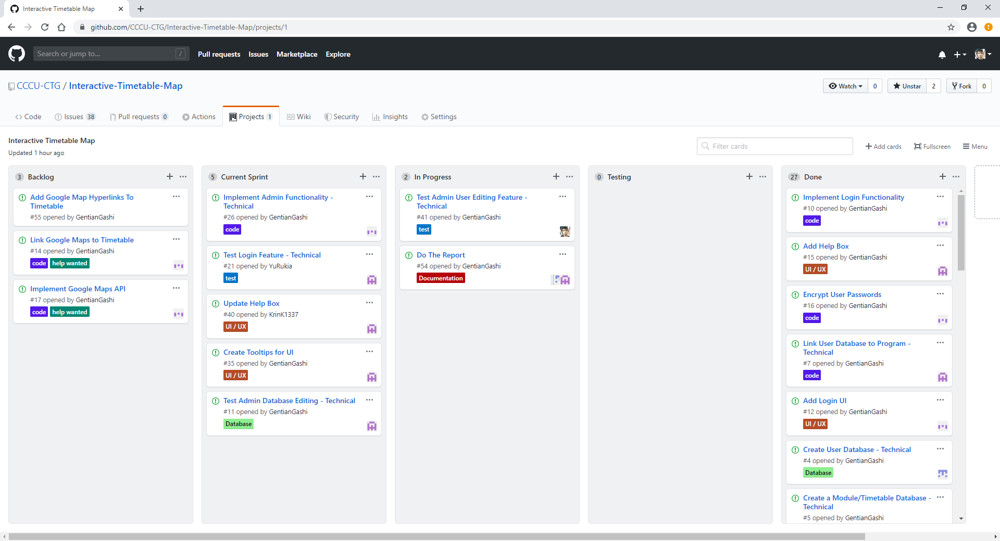 Interactive Timetable Map
github.com/CCCU-CTG/Interactive-Timetable-Map/projects/1
Search or jump to... /
Pull requests Issues Marketplace Explore
CCCU-CTG / Interactive-Timetable-Map
Watch 0 Unstar 2 Fork 0
Code Issues 38 Pull requests 0 Actions Projects 1 Wiki Security Insights Settings
Interactive Timetable Map
Updated 1 hour ago
Filter cards
Add cards Fullscreen Menu
3 Backlog
Add Google Map Hyperlinks To
Timetable
#55 opened by GentianGashi
Link Google Maps to Timetable
#14 opened by GentianGashi
code help wanted
Implement Google Maps API
#17 opened by GentianGashi
code help wanted
5 Current Sprint
Implement Admin Functionality -
Technical
#26 opened by GentianGashi
code
Test Login Feature - Technical
#21 opened by YuRukia
test
Update Help Box
#40 opened by KrinK1337
UI / UX
Create Tooltips for UI
#35 opened by GentianGashi
UI / UX
Test Admin Database Editing - Technical
#11 opened by GentianGashi
Database
2 In Progress
Test Admin User Editing Feature -
Technical
#41 opened by GentianGashi
test
Do The Report
#54 opened by GentianGashi
Documentation
0 Testing
27 Done
Implement Login Functionality
#10 opened by GentianGashi
code
Add Help Box
#15 opened by GentianGashi
UI / UX
Encrypt User Passwords
#16 opened by GentianGashi
code
Link User Database to Program -
Technical
#7 opened by GentianGashi
code
Add Login UI
#12 opened by GentianGashi
UI / UX
Create User Database - Technical
#4 opened by GentianGashi
Database
Create a Module/Timetable Database -
Technical
#5 opened by GentianGashi